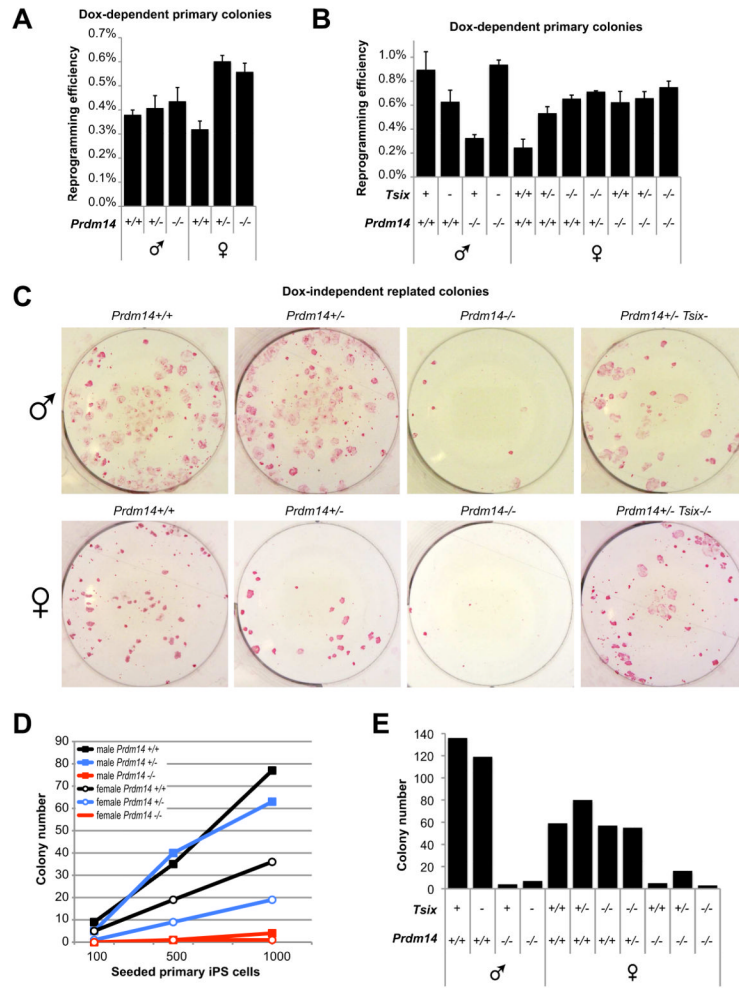 A
Dox-dependent primary colonies
Reprogramming efficiency
0.7%
0.6%
0.5%
0.4%
0.3%
0.2%
0.1%
0.0%
Prdm14 +/+ +/- -/- +/+ +/- -/-
♂ ♀
B
Dox-dependent primary colonies
Reprogramming efficiency
1.0%
0.8%
0.6%
0.4%
0.2%
0.0%
Tsix + - + - +/+ +/- -/- -/- +/+ +/- -/-
Prdm14 +/+ +/+ -/- -/- +/+ +/+ +/+ +/- -/- -/- -/-
♂ ♀
C
Dox-independent replated colonies
Prdm14+/+ Prdm14+/- Prdm14-/- Prdm14+/- Tsix-
♂
Prdm14+/+ Prdm14+/- Prdm14-/- Prdm14+/- Tsix-/-
♀
D
Colony number
90
80
70
60
50
40
30
20
10
0
male Prdm14 +/+
male Prdm14 +/-
male Prdm14 -/-
female Prdm14 +/+
female Prdm14 +/-
female Prdm14 -/-
100 500 1000
Seeded primary iPS cells
E
Colony number
140
120
100
80
60
40
20
0
Tsix + - + - +/+ +/- -/- -/- +/+ +/- -/-
Prdm14 +/+ +/+ -/- -/- +/+ +/+ +/+ +/- -/- -/- -/-
♂ ♀